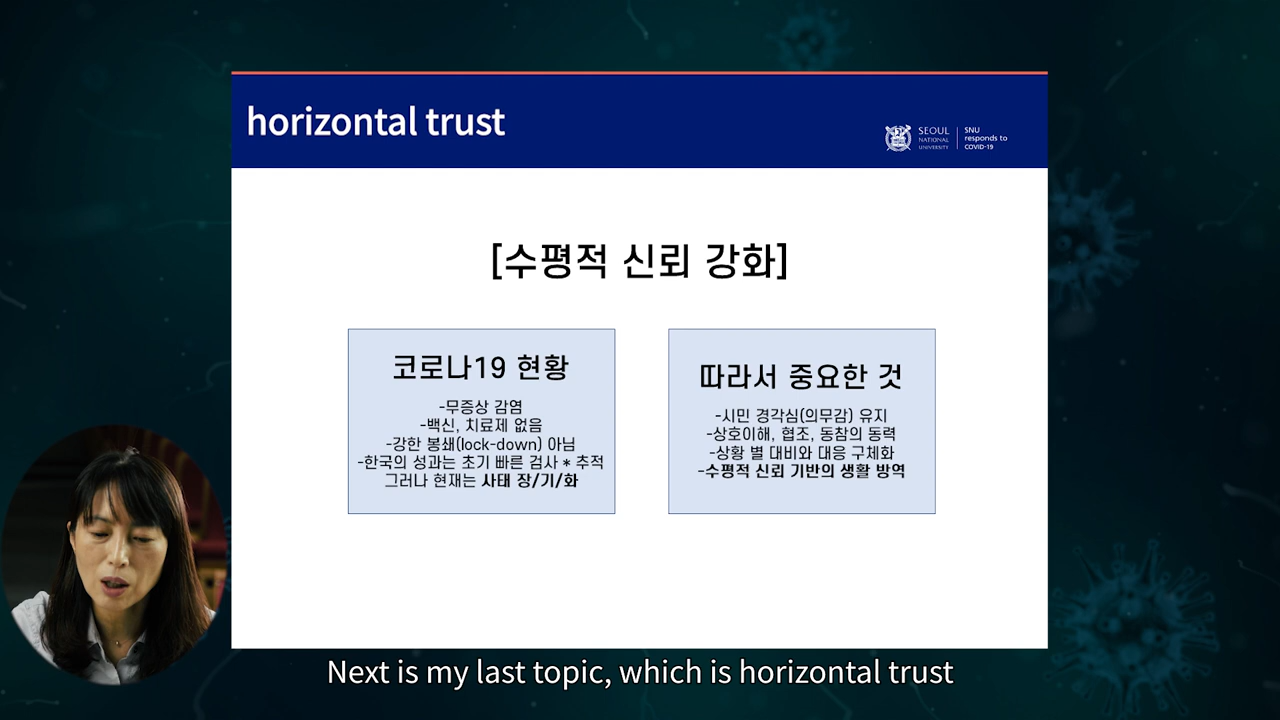 horizontal trust
SEOUL
NATIONAL
UNIVERSITY
SNU
responds to
COVID-19
[수평적 신뢰 강화]
코로나19 현황
-무증상 감염
-백신, 치료제 없음
-강한 봉쇄(lock-down) 아님
-한국의 성과는 초기 빠른 검사 * 추적
그러나 현재는 사태 장/기/화
따라서 중요한 것
-시민 경각심(의무감) 유지
-상호이해, 협조, 동참의 동력
-상황 별 대비와 대응 구체화
-수평적 신뢰 기반의 생활 방역
Next is my last topic, which is horizontal trust